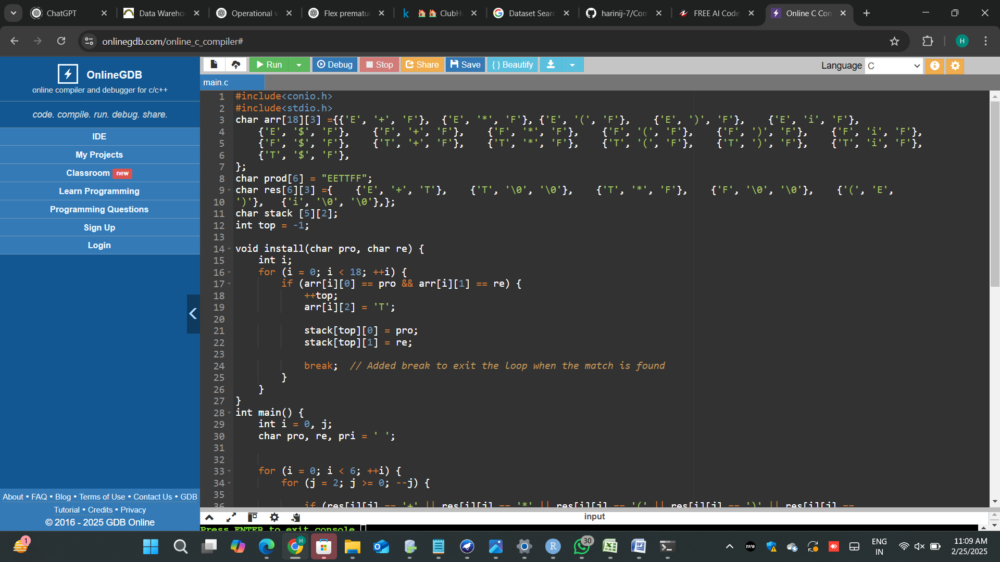 ChatGPT
Data Wareho
Operational v
Flex prematur
ClubH
Dataset Sear
harinij-7/Com
FREE AI Code
Online C Com
onlinegdb.com/online_c_compiler#
H
OnlineGDB
online compiler and debugger for c/c++
code. compile. run. debug. share.
IDE
My Projects
Classroom new
Learn Programming
Programming Questions
Sign Up
Login
About • FAQ • Blog • Terms of Use • Contact Us • GDB
Tutorial • Credits • Privacy
© 2016 - 2025 GDB Online
Run Debug Stop Share Save { } Beautify
Language C
main.c
1 #include<conio.h>
2 #include<stdio.h>
3 char arr[18][3] ={{'E', '+', 'F'}, {'E', '*', 'F'}, {'E', '(', 'F'}, {'E', ')', 'F'}, {'E', 'i', 'F'},
4 {'E', '$', 'F'}, {'F', '+', 'F'}, {'F', '*', 'F'}, {'F', '(', 'F'}, {'F', ')', 'F'}, {'F', 'i', 'F'},
5 {'F', '$', 'F'}, {'T', '+', 'F'}, {'T', '*', 'F'}, {'T', '(', 'F'}, {'T', ')', 'F'}, {'T', 'i', 'F'},
6 {'T', '$', 'F'},
7 };
8 char prod[6] = "EETTFF";
9 char res[6][3] ={ {'E', '+', 'T'}, {'T', '\0', '\0'}, {'T', '*', 'F'}, {'F', '\0', '\0'}, {'(', 'E',
10 ')'}, {'i', '\0', '\0'},};
11 char stack [5][2];
12 int top = -1;
13
14 void install(char pro, char re) {
15 int i;
16 for (i = 0; i < 18; ++i) {
17 if (arr[i][0] == pro && arr[i][1] == re) {
18 ++top;
19 arr[i][2] = 'T';
20
21 stack[top][0] = pro;
22 stack[top][1] = re;
23
24 break; // Added break to exit the loop when the match is found
25 }
26 }
27 }
28 int main() {
29 int i = 0, j;
30 char pro, re, pri = ' ';
31
32
33 for (i = 0; i < 6; ++i) {
34 for (j = 2; j >= 0; --j) {
35
36 if (res[i][j] == '+' || res[i][j] == '*' || res[i][j] == '(' || res[i][j] == ')' || res[i][j] ==
input
Press ENTER to exit console.
1
30
ENG
IN
11:09 AM
2/25/2025